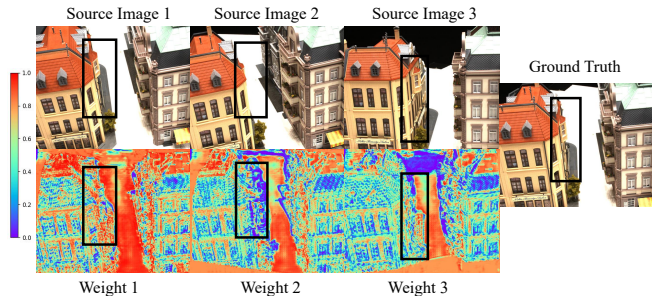 Source Image 1
Source Image 2
Source Image 3
Ground Truth
1.0
0.8
0.6
0.4
0.2
0.0
Weight 1
Weight 2
Weight 3